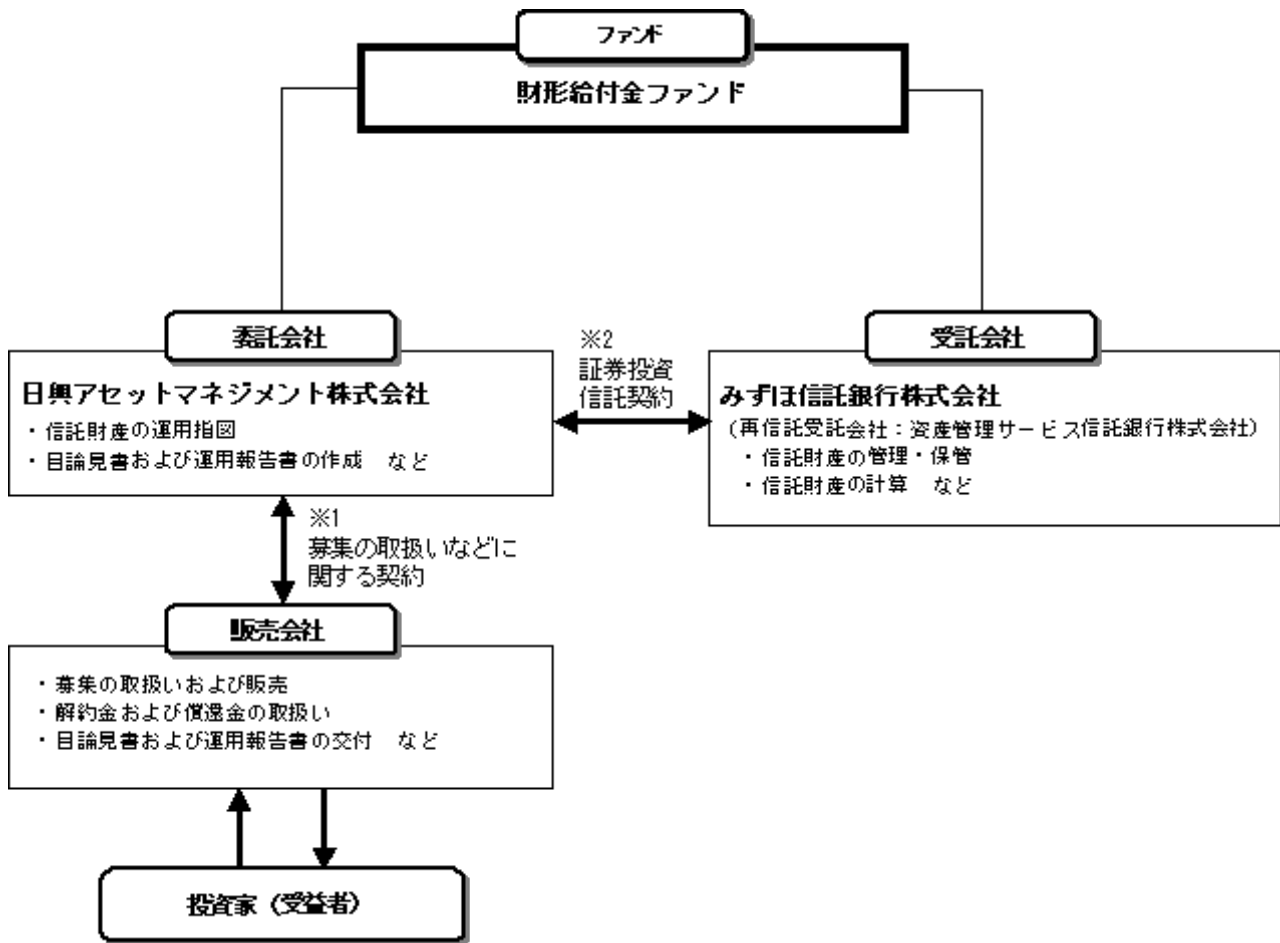 ファンド
財形給付金ファンド
委託会社
日興アセットマネジメント株式会社
・信託財産の運用指図
・目論見書および運用報告書の作成 など
※2
証券投資
信託契約
受託会社
みずほ信託銀行株式会社
（再信託受託会社：資産管理サービス信託銀行株式会社）
・信託財産の管理・保管
・信託財産の計算 など
※1
募集の取扱いなどに
関する契約
販売会社
・募集の取扱いおよび販売
・解約金および償還金の取扱い
・目論見書および運用報告書の交付 など
投資家（受益者）